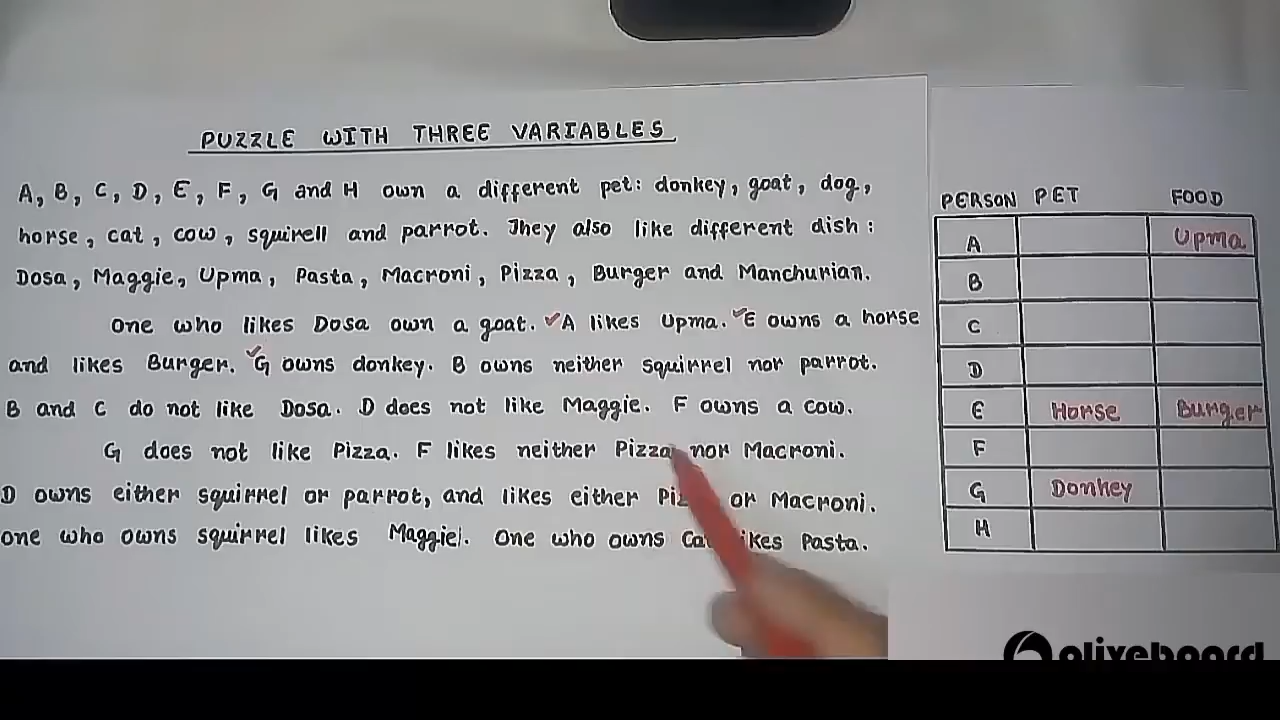 PUZZLE WITH THREE VARIABLES
A, B, C, D, E, F, G and H own a different pet: donkey, goat, dog,
horse, cat, cow, squirell and parrot. They also like different dish:
Dosa, Maggie, Upma, Pasta, Macroni, Pizza, Burger and Manchurian.
One who likes Dosa own a goat. A likes Upma. E owns a horse
and likes Burger. G owns donkey. B owns neither squirrel nor parrot.
B and C do not like Dosa. D does not like Maggie. F owns a cow.
G does not like Pizza. F likes neither Pizza nor Macroni.
D owns either squirrel or parrot, and likes either or Macroni.
one who owns squirrel likes Maggie. One who owns Pasta.
PERSON PET FOOD
A Upma
B
C
D
E Horse Burger
F
G Donkey
H
oliveboard